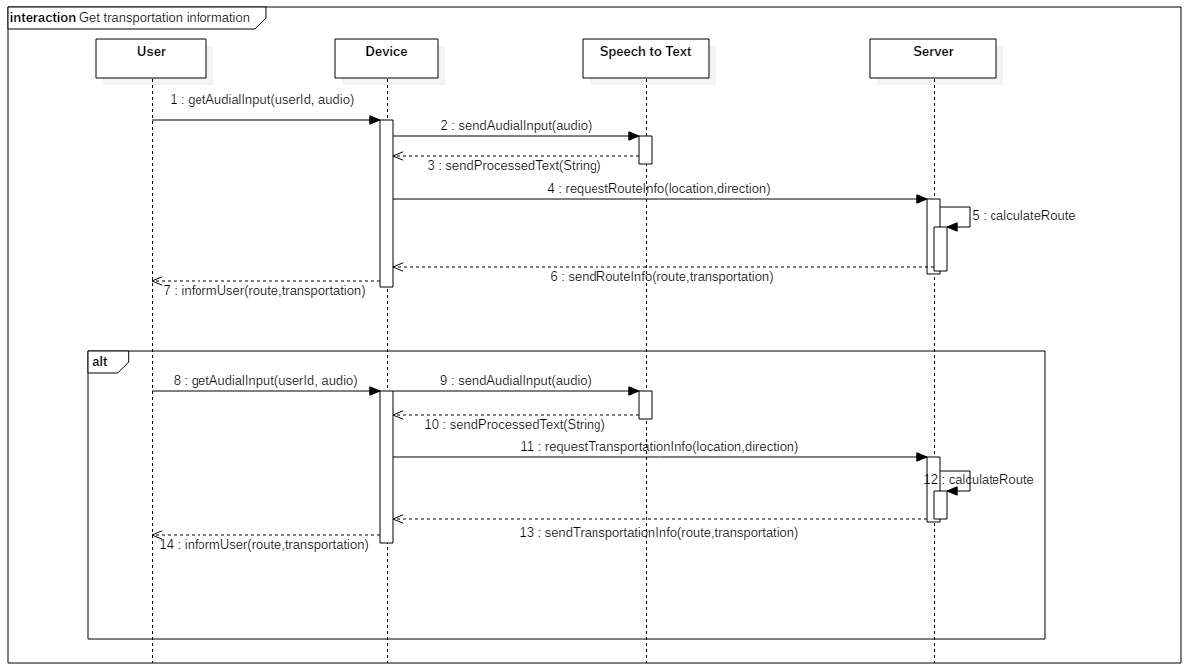 interaction Get transportation information
User
Device
Speech to Text
Server
1 : getAudialInput(userId, audio)
2 : sendAudialInput(audio)
3 : sendProcessedText(String)
4 : requestRouteInfo(location,direction)
5 : calculateRoute
6 : sendRouteInfo(route,transportation)
7 : informUser(route,transportation)
alt
8 : getAudialInput(userId, audio)
9 : sendAudialInput(audio)
10 : sendProcessedText(String)
11 : requestTransportationInfo(location,direction)
12 : calculateRoute
13 : sendTransportationInfo(route,transportation)
14 : informUser(route,transportation)